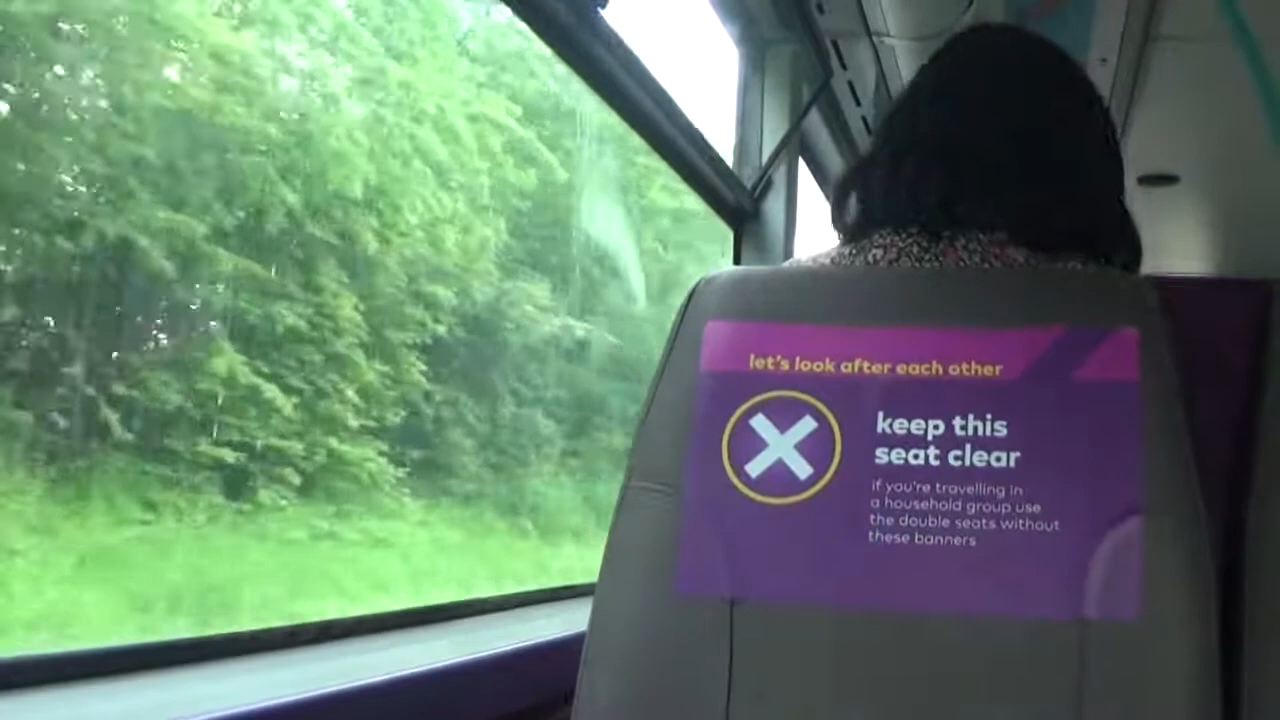 let's look after each other
keep this
seat clear
if you're travelling in
a household group use
the double seats without
these banners